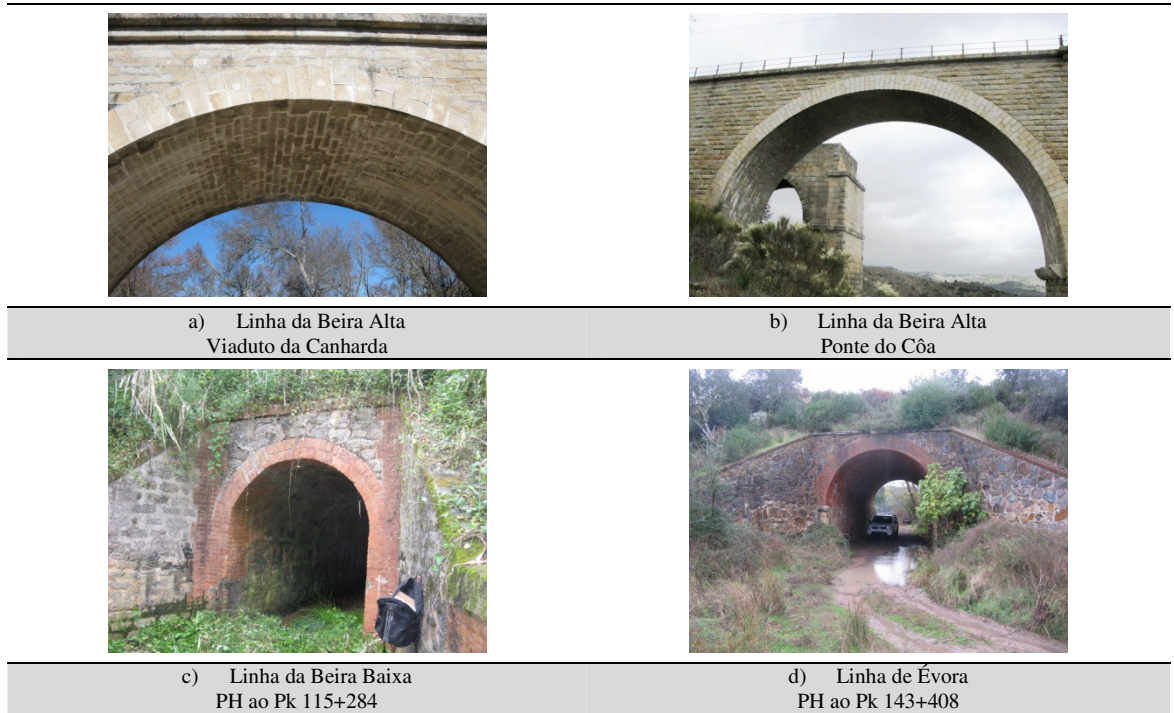 a) Linha da Beira Alta
Viaduto da Canharda
b) Linha da Beira Alta
Ponte do Côa
c) Linha da Beira Baixa
PH ao Pk 115+284
d) Linha de Évora
PH ao Pk 143+408